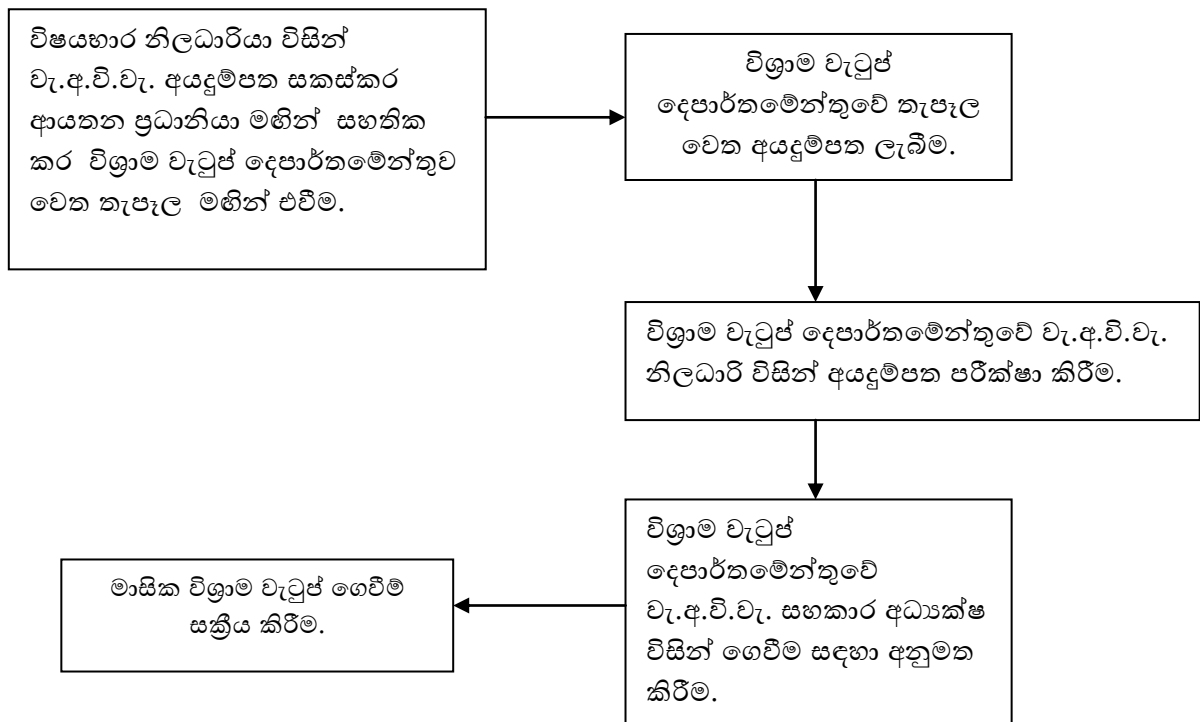 විෂයභාර නිලධාරියා විසින්
වැ.අ.වි.වැ. අයදුම්පත සකස්කර
ආයතන ප්‍රධානියා මඟින් සහතික
කර විශ්‍රාම වැටුප් දෙපාර්තමේන්තුව
වෙත තැපෑල මඟින් එවීම.
විශ්‍රාම වැටුප්
දෙපාර්තමේන්තුවේ තැපෑල
වෙත අයදුම්පත ලැබීම.
විශ්‍රාම වැටුප් දෙපාර්තමේන්තුවේ වැ.අ.වි.වැ.
නිලධාරි විසින් අයදුම්පත පරීක්ෂා කිරීම.
විශ්‍රාම වැටුප්
දෙපාර්තමේන්තුවේ
වැ.අ.වි.වැ. සහකාර අධ්‍යක්ෂ
විසින් ගෙවීම සඳහා අනුමත
කිරීම.
මාසික විශ්‍රාම වැටුප් ගෙවීම්
සක්‍රීය කිරීම.